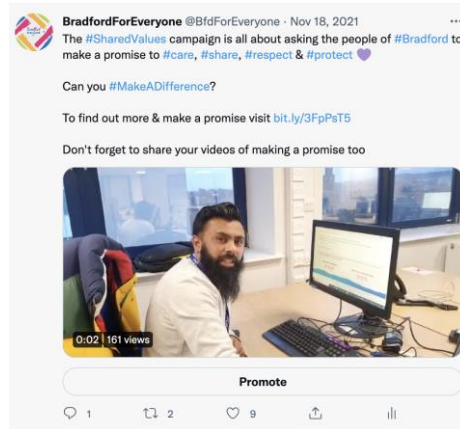 BradfordForEveryone @BfdForEveryone · Nov 18, 2021 ...
The #SharedValues campaign is all about asking the people of #Bradford to
make a promise to #care, #share, #respect & #protect 💜
Can you #MakeADifference?
To find out more & make a promise visit bit.ly/3FpPsT5
Don't forget to share your videos of making a promise too
0:02 161 views
Promote
1 2 9